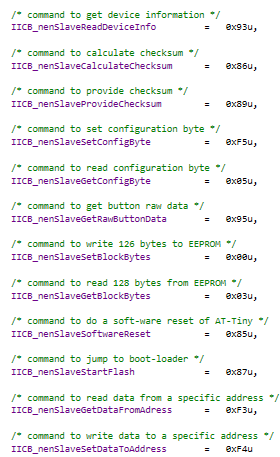 /* command to get device information */
IICB_nenSlaveReadDeviceInfo = 0x93u,
/* command to calculate checksum */
IICB_nenSlaveCalculateChecksum = 0x86u,
/* command to provide checksum */
IICB_nenSlaveProvideChecksum = 0x89u,
/* command to set configuration byte */
IICB_nenSlaveSetConfigByte = 0xF5u,
/* command to read configuration byte */
IICB_nenSlaveGetConfigByte = 0x05u,
/* command to get button raw data */
IICB_nenSlaveGetRawButtonData = 0x95u,
/* command to write 126 bytes to EEPROM */
IICB_nenSlaveSetBlockBytes = 0x00u,
/* command to read 128 bytes from EEPROM */
IICB_nenSlaveGetBlockBytes = 0x03u,
/* command to do a soft-ware reset of AT-Tiny */
IICB_nenSlaveSoftwareReset = 0x85u,
/* command to jump to boot-loader */
IICB_nenSlaveStartFlash = 0x87u,
/* command to read data from a specific address */
IICB_nenSlaveGetDataFromAdress = 0xF3u,
/* command to write data to a specific address */
IICB_nenSlaveSetDataToAddress = 0xF4u